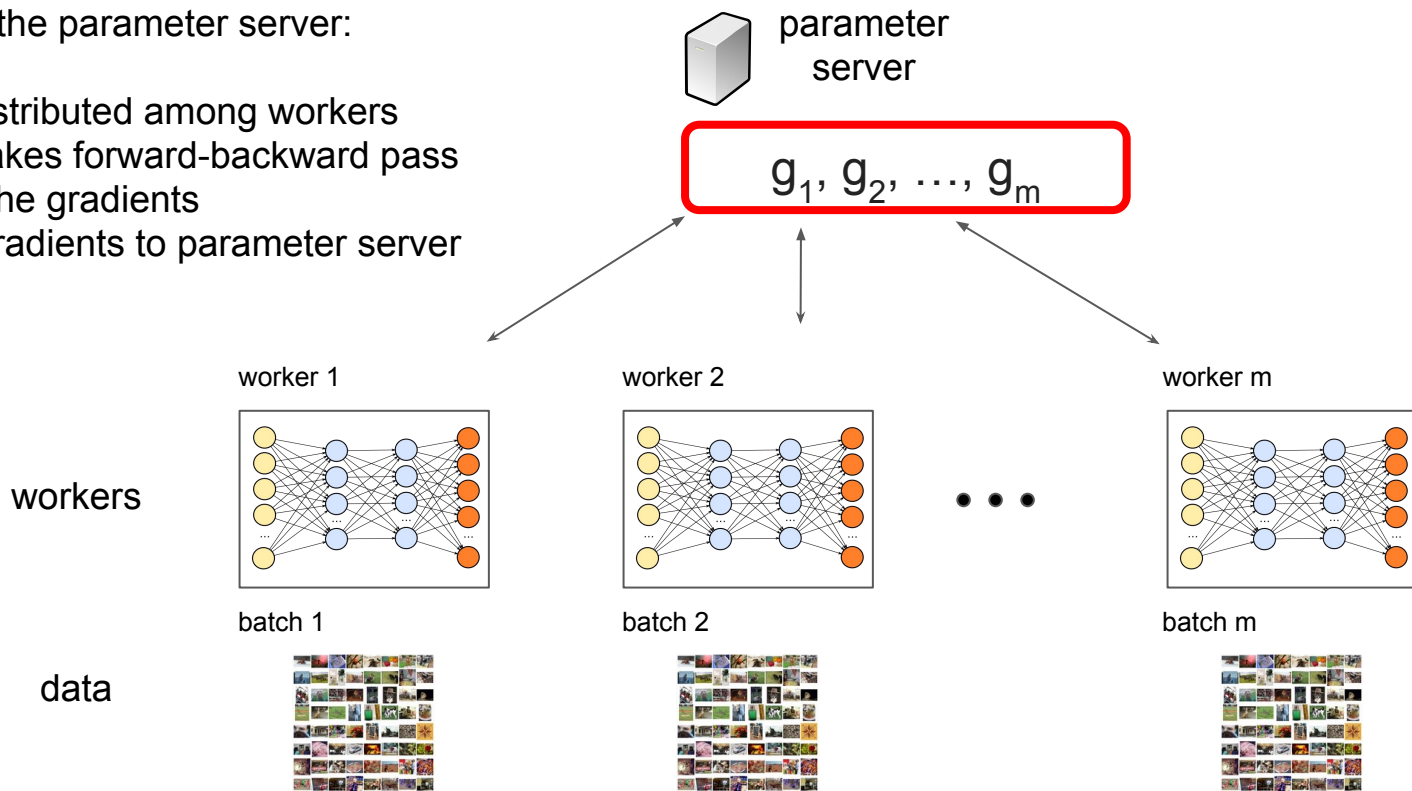 the parameter server:
stributed among workers
akes forward-backward pass
he gradients
radients to parameter server
parameter
server
g1, g2, …, gm
worker 1
worker 2
worker m
workers
...
...
...
...
...
...
...
...
...
...
...
...
batch 1
batch 2
batch m
data